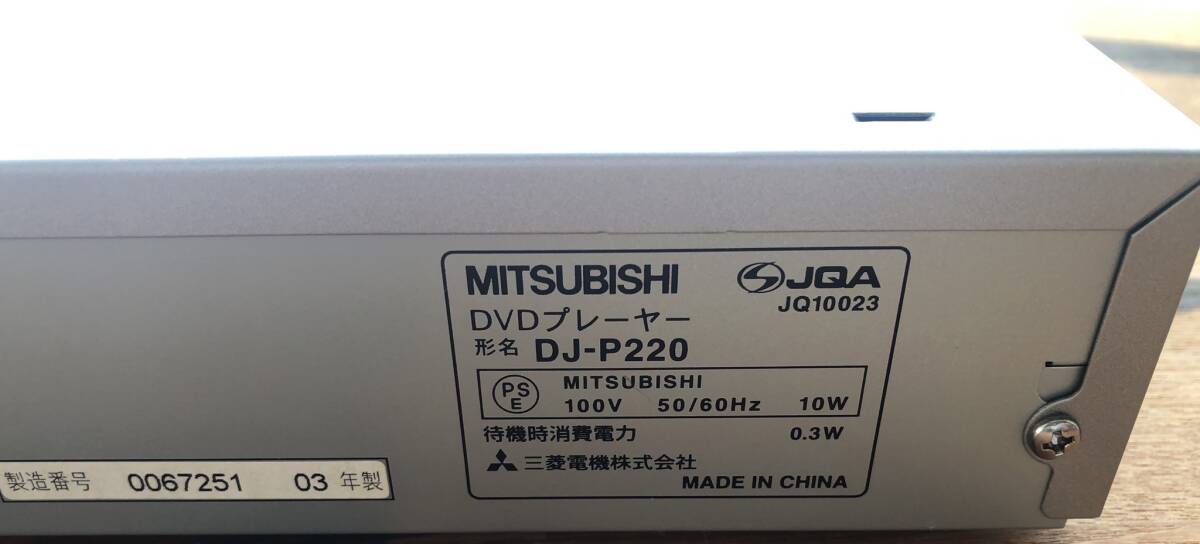 MITSUBISHI
JQA
JQ10023
DVDプレーヤー
形名 DJ-P220
PS
E
MITSUBISHI
100V 50/60Hz 10W
待機時消費電力 0.3W
三菱電機株式会社
MADE IN CHINA
製造番号 0067251 03 年製